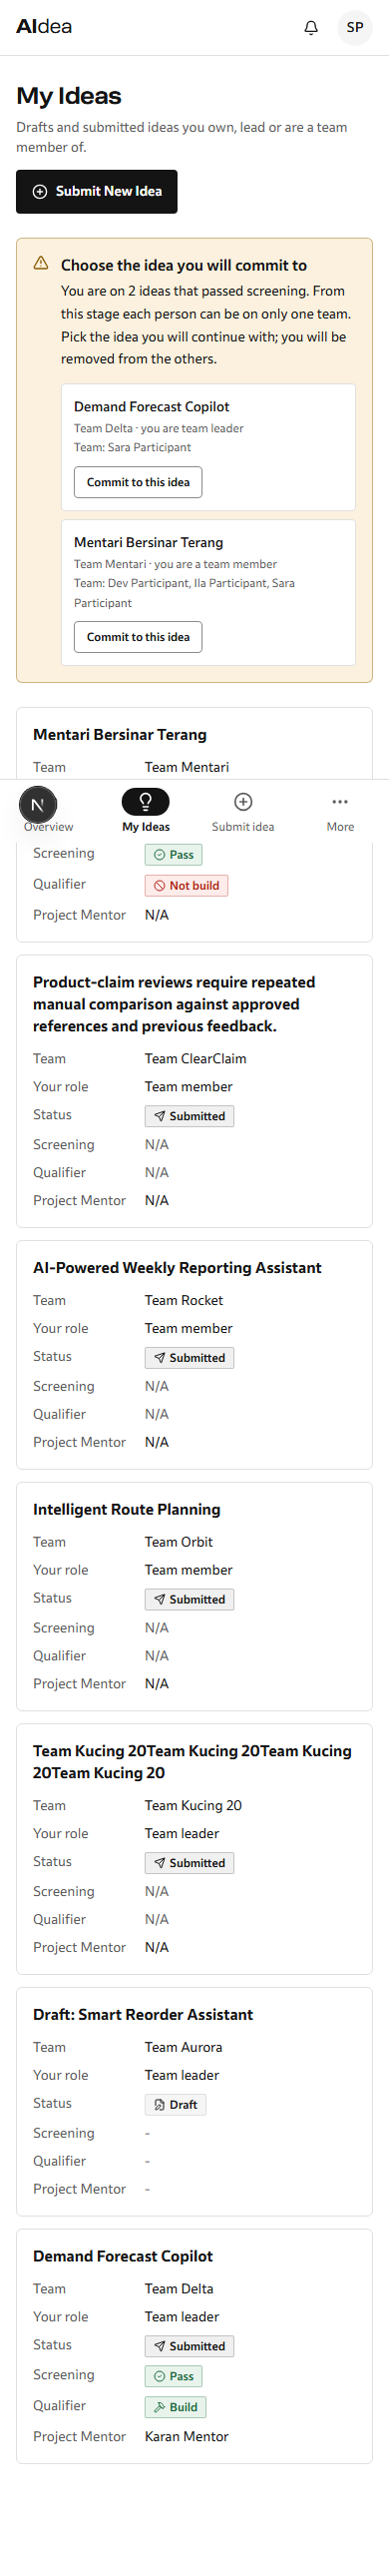 AIdea
SP
My Ideas
Drafts and submitted ideas you own, lead or are a team
member of.
Submit New Idea
Choose the idea you will commit to
You are on 2 ideas that passed screening. From
this stage each person can be on only one team.
Pick the idea you will continue with; you will be
removed from the others.
Demand Forecast Copilot
Team Delta · you are team leader
Team: Sara Participant
Commit to this idea
Mentari Bersinar Terang
Team Mentari · you are a team member
Team: Dev Participant, Ila Participant, Sara
Participant
Commit to this idea
Mentari Bersinar Terang
Team Team Mentari
N
Overview My Ideas Submit idea More
Screening Pass
Qualifier Not build
Project Mentor N/A
Product-claim reviews require repeated
manual comparison against approved
references and previous feedback.
Team Team ClearClaim
Your role Team member
Status Submitted
Screening N/A
Qualifier N/A
Project Mentor N/A
AI-Powered Weekly Reporting Assistant
Team Team Rocket
Your role Team member
Status Submitted
Screening N/A
Qualifier N/A
Project Mentor N/A
Intelligent Route Planning
Team Team Orbit
Your role Team member
Status Submitted
Screening N/A
Qualifier N/A
Project Mentor N/A
Team Kucing 20Team Kucing 20Team Kucing
20Team Kucing 20
Team Team Kucing 20
Your role Team leader
Status Submitted
Screening N/A
Qualifier N/A
Project Mentor N/A
Draft: Smart Reorder Assistant
Team Team Aurora
Your role Team leader
Status Draft
Screening -
Qualifier -
Project Mentor -
Demand Forecast Copilot
Team Team Delta
Your role Team leader
Status Submitted
Screening Pass
Qualifier Build
Project Mentor Karan Mentor